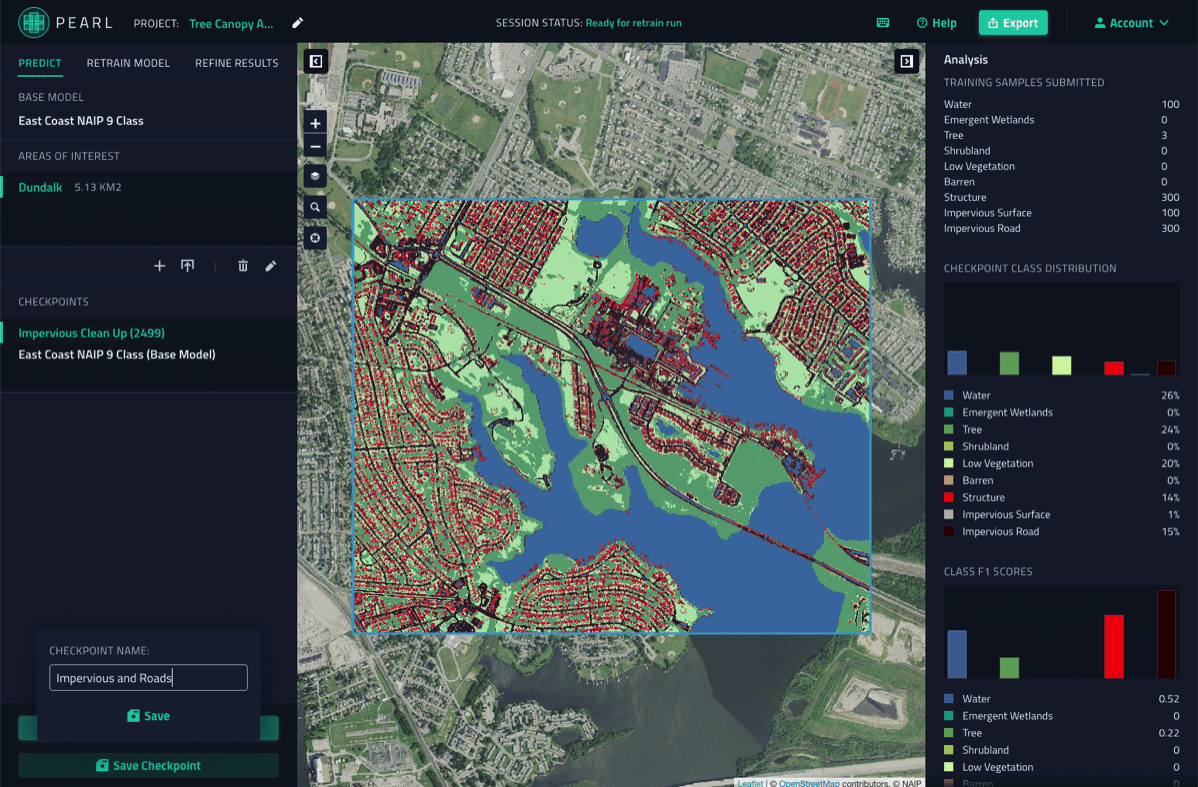 PEARL PROJECT: Tree Canopy A... SESSION STATUS: Ready for retrain run Help Export Account
PREDICT RETRAIN MODEL REFINE RESULTS
BASE MODEL
East Coast NAIP 9 Class
AREAS OF INTEREST
Dundalk 5.13 KM2
CHECKPOINTS
Impervious Clean Up (2499)
East Coast NAIP 9 Class (Base Model)
CHECKPOINT NAME:
Impervious and Roads
Save
Save Checkpoint
Leaflet | © OpenStreetMap contributors, © NAIP
Analysis
TRAINING SAMPLES SUBMITTED
Water 100
Emergent Wetlands 0
Tree 3
Shrubland 0
Low Vegetation 0
Barren 0
Structure 300
Impervious Surface 100
Impervious Road 300
CHECKPOINT CLASS DISTRIBUTION
Water 26%
Emergent Wetlands 0%
Tree 24%
Shrubland 0%
Low Vegetation 20%
Barren 0%
Structure 14%
Impervious Surface 1%
Impervious Road 15%
CLASS F1 SCORES
Water 0.52
Emergent Wetlands 0
Tree 0.22
Shrubland 0
Low Vegetation 0
Barren 0